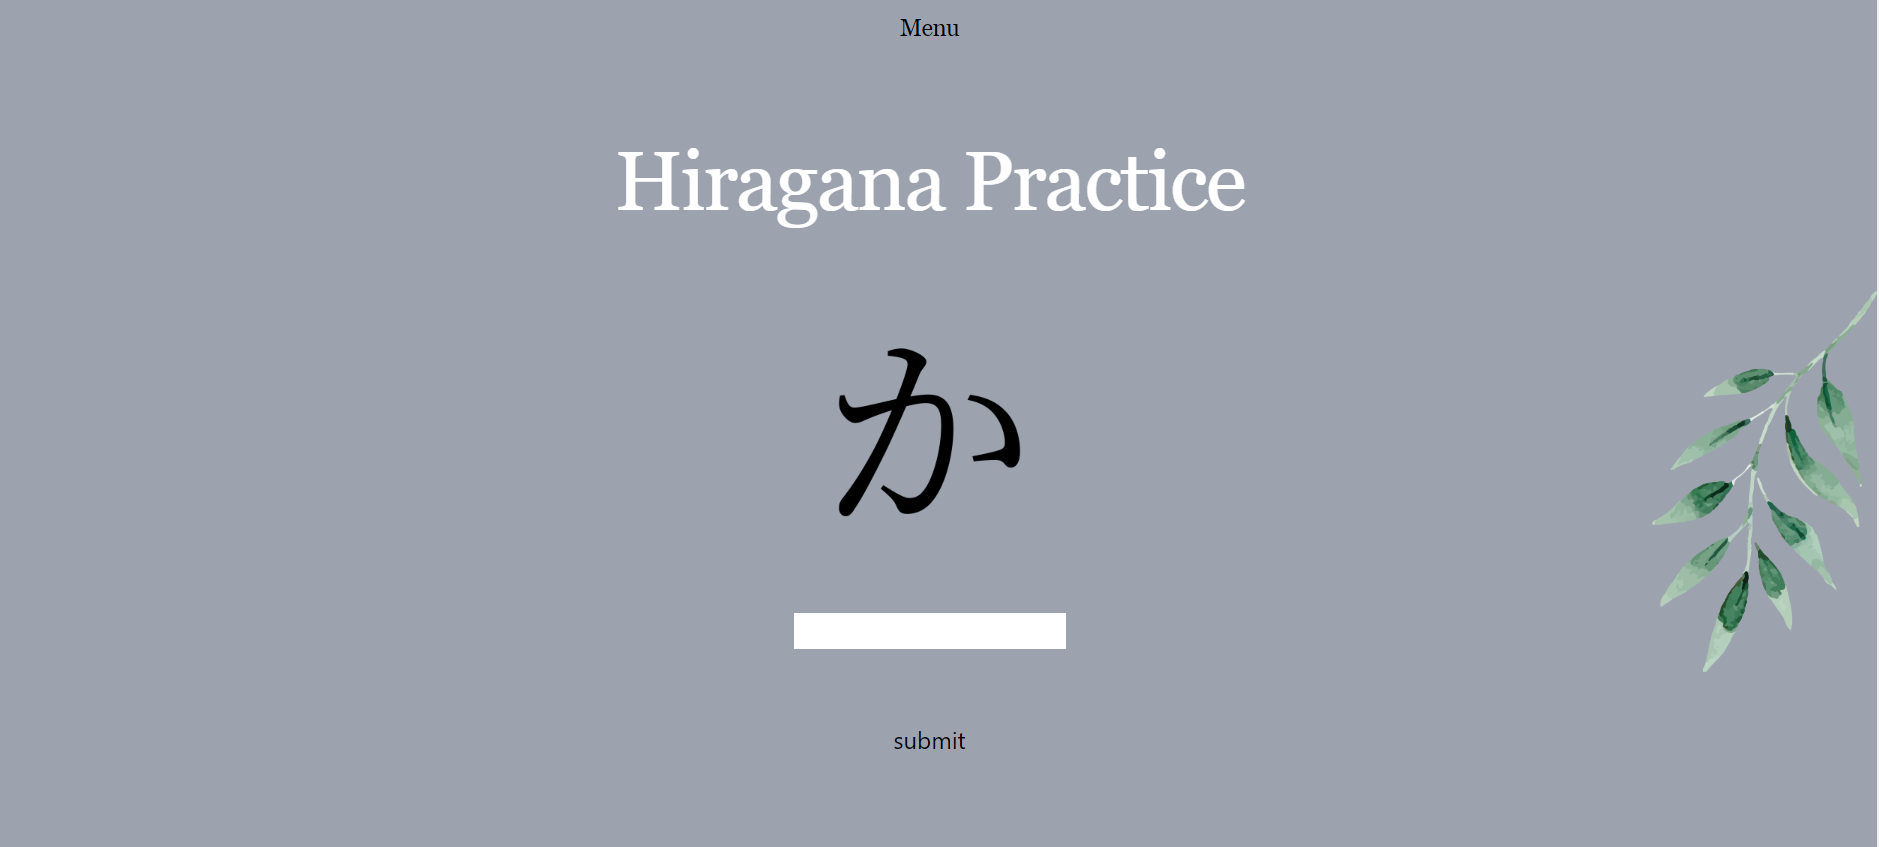 Menu
Hiragana Practice
か
submit